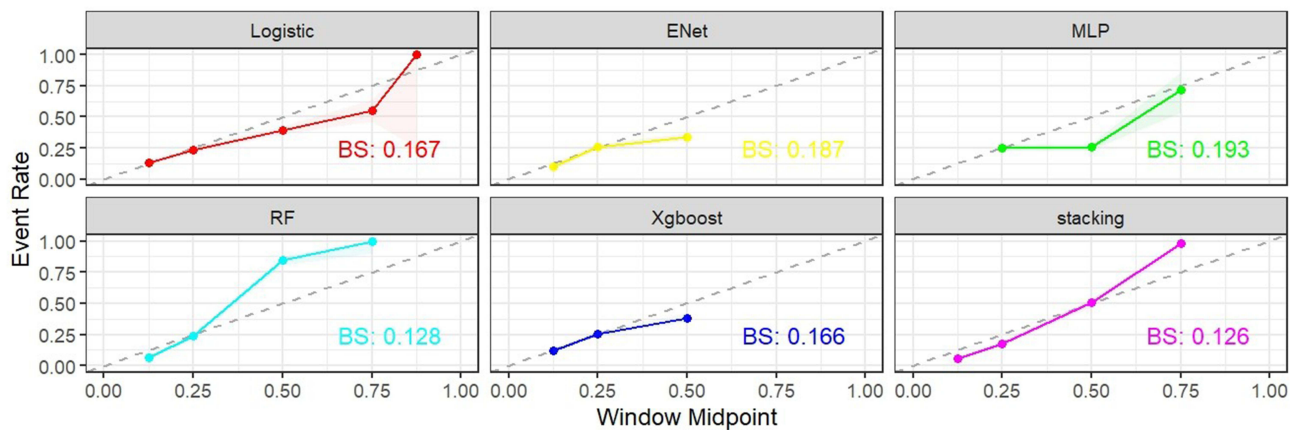 Logistic
ENet
MLP
1.00
0.75
0.50
0.25
0.00
BS: 0.167
BS: 0.187
BS: 0.193
Event Rate
RF
Xgboost
stacking
1.00
0.75
0.50
0.25
0.00
BS: 0.128
BS: 0.166
BS: 0.126
0.00 0.25 0.50 0.75 1.00
0.00 0.25 0.50 0.75 1.00
0.00 0.25 0.50 0.75 1.00
Window Midpoint